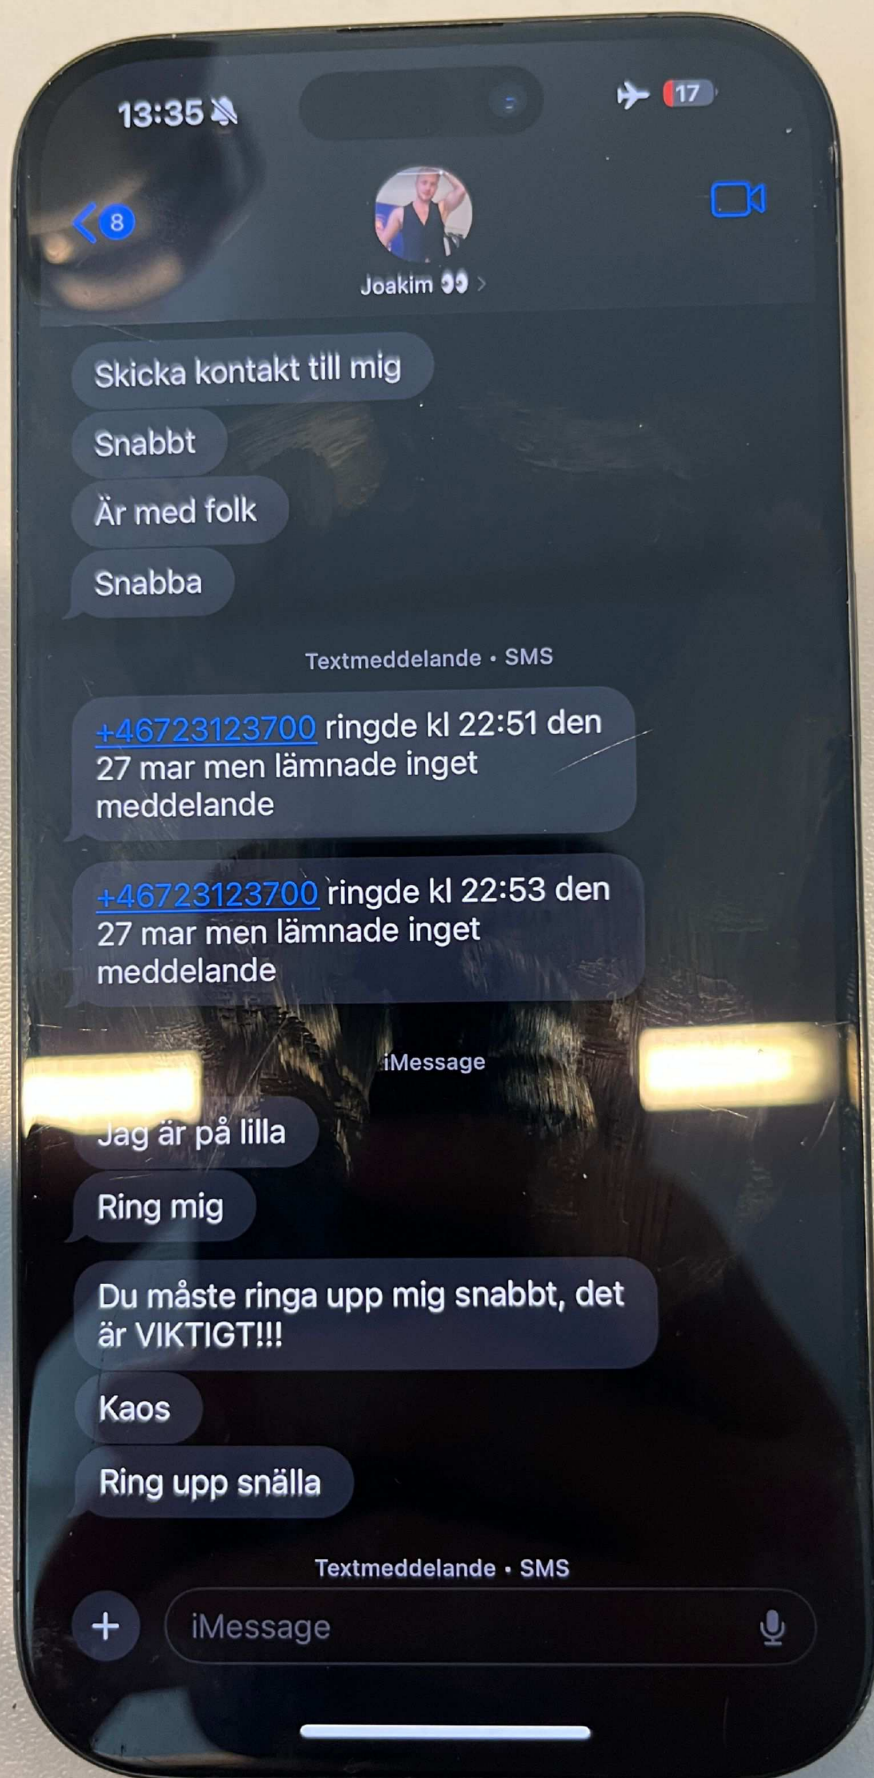 13:35
17
8
Joakim 👀
Skicka kontakt till mig
Snabbt
Är med folk
Snabba
Textmeddelande • SMS
+46723123700 ringde kl 22:51 den
27 mar men lämnade inget
meddelande
+46723123700 ringde kl 22:53 den
27 mar men lämnade inget
meddelande
iMessage
Jag är på lilla
Ring mig
Du måste ringa upp mig snabbt, det
är VIKTIGT!!!
Kaos
Ring upp snälla
Textmeddelande • SMS
iMessage